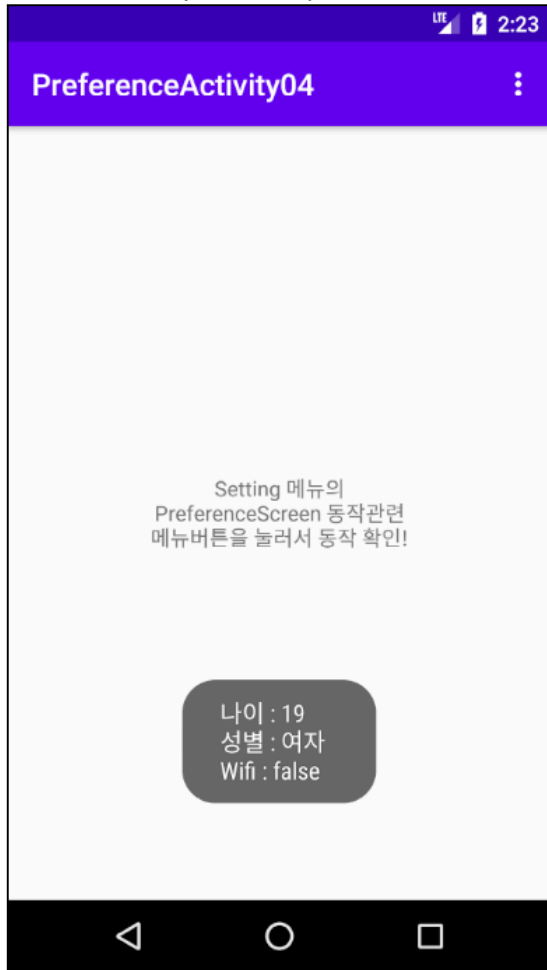 LTE 2:23
PreferenceActivity04
Setting 메뉴의
PreferenceScreen 동작관련
메뉴버튼을 눌러서 동작 확인!
나이 : 19
성별 : 여자
Wifi : false